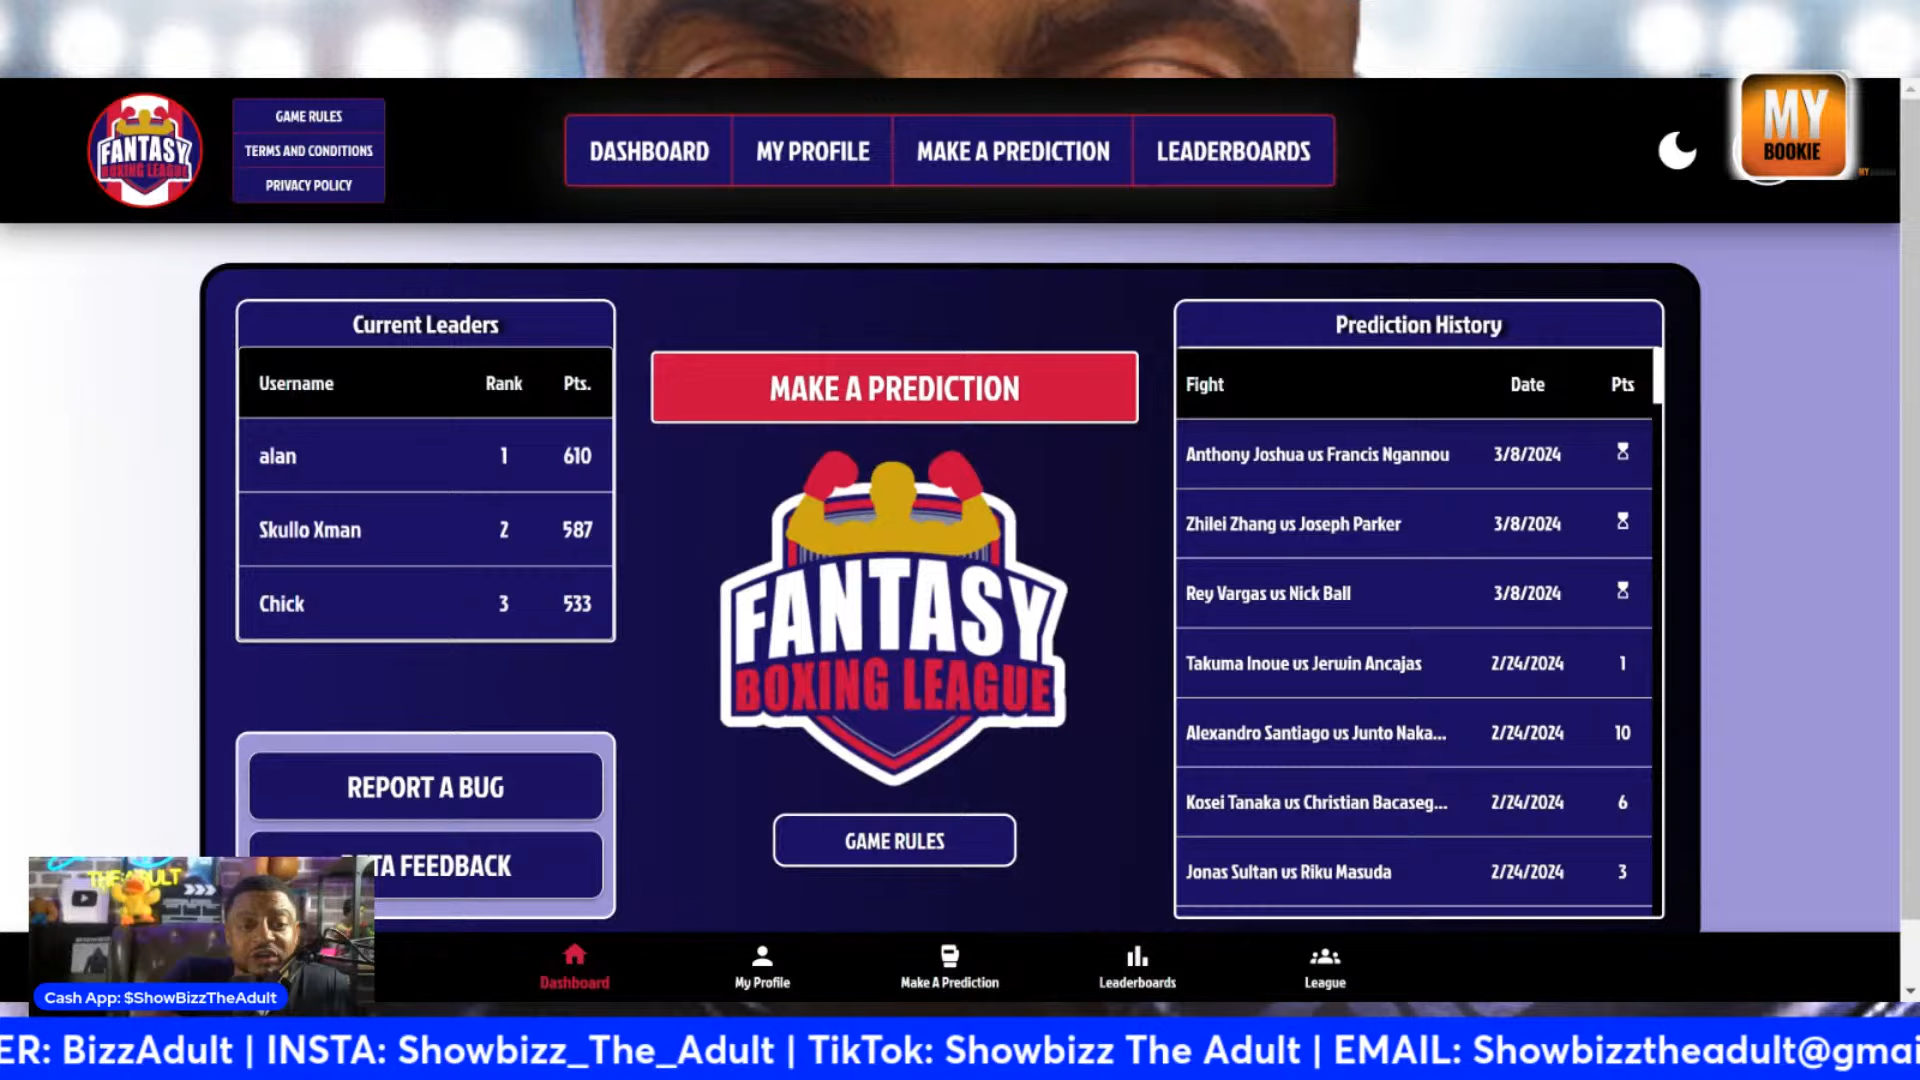 FANTASY
BOXING LEAGUE
GAME RULES
TERMS AND CONDITIONS
PRIVACY POLICY
DASHBOARD
MY PROFILE
MAKE A PREDICTION
LEADERBOARDS
MY
BOOKIE
Current Leaders
Username Rank Pts.
alan 1 610
Skullo Xman 2 587
Chick 3 533
REPORT A BUG
TA FEEDBACK
MAKE A PREDICTION
FANTASY
BOXING LEAGUE
GAME RULES
Prediction History
Fight Date Pts
Anthony Joshua vs Francis Ngannou 3/8/2024
Zhilei Zhang vs Joseph Parker 3/8/2024
Rey Vargas vs Nick Ball 3/8/2024
Takuma Inoue vs Jerwin Ancajas 2/24/2024 1
Alexandro Santiago vs Junto Naka... 2/24/2024 10
Kosei Tanaka vs Christian Bacaseg... 2/24/2024 6
Jonas Sultan vs Riku Masuda 2/24/2024 3
THE ADULT
Cash App: $ShowBizzTheAdult
Dashboard
My Profile
Make A Prediction
Leaderboards
League
ER: BizzAdult | INSTA: Showbizz_The_Adult | TikTok: Showbizz The Adult | EMAIL: Showbizztheadult@gmai